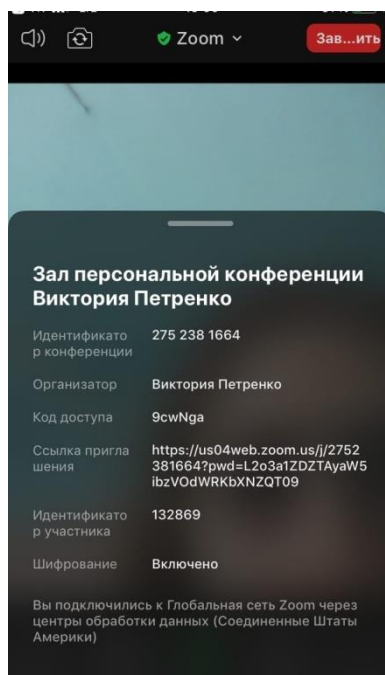 Zoom
Зав...ить
Зал персональной конференции
Виктория Петренко
Идентификато
р конференции
275 238 1664
Организатор
Виктория Петренко
Код доступа
9cwNga
Ссылка пригла
шения
https://us04web.zoom.us/j/2752
381664?pwd=L2o3a1ZDZTAyaW5
ibzVOdWRKbXNZQT09
Идентификато
р участника
132869
Шифрование
Включено
Вы подключились к Глобальная сеть Zoom через
центры обработки данных (Соединенные Штаты
Америки)